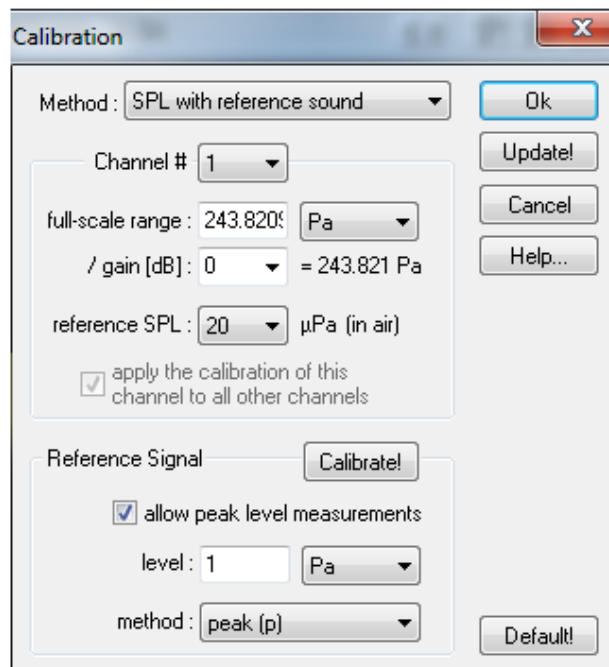 Calibration
Method : SPL with reference sound
Ok
Channel # 1
Update!
full-scale range : 243.8209 Pa
Cancel
/ gain [dB] : 0 = 243.821 Pa
Help...
reference SPL : 20 µPa (in air)
apply the calibration of this
channel to all other channels
Reference Signal
Calibrate!
allow peak level measurements
level : 1 Pa
method : peak (p)
Default!